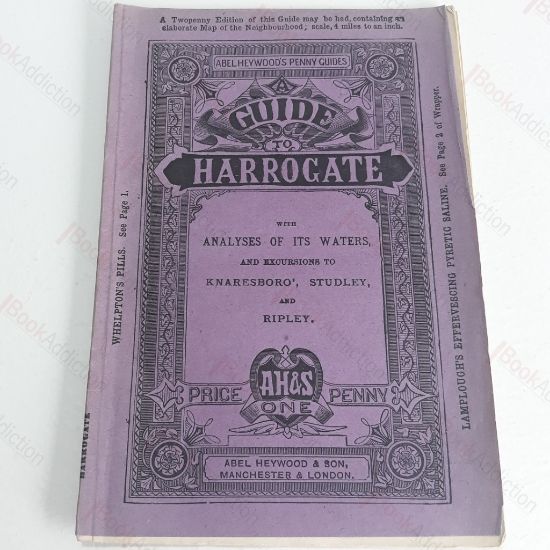 A Twopenny Edition of this Guide may be had, containing an
elaborate Map of the Neighbourhood; scale, 4 miles to an inch.
ABEL HEYWOOD'S PENNY GUIDES
A
GUIDE
TO
HARROGATE
WITH
ANALYSES OF ITS WATERS,
AND EXCURSIONS TO
KNARESBORO', STUDLEY,
AND
RIPLEY.
AH&S
PRICE ONE PENNY
ABEL HEYWOOD & SON,
MANCHESTER & LONDON.
WHELPTON'S PILLS. See Page 1.
LAMPLOUGH'S EFFERVESCING PYRETIC SALINE. See Page 2 of Wrapper.
HARROGATE
BookAddiction